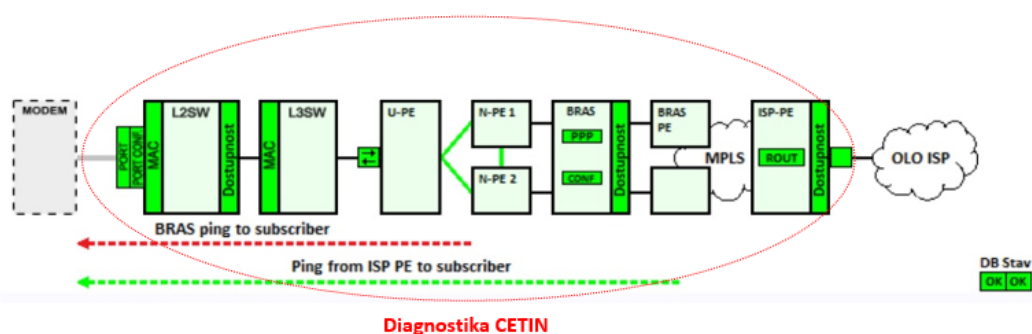 MODEM
PORT
PORT CONF
MAC
L2SW
Dostupnost
MAC
L3SW
Dostupnost
U-PE
N-PE 1
N-PE 2
BRAS
PPP
CONF
Dostupnost
BRAS
PE
MPLS
ISP-PE
ROUT
Dostupnost
OLO ISP
BRAS ping to subscriber
Ping from ISP PE to subscriber
DB Stav
OK OK
Diagnostika CETIN